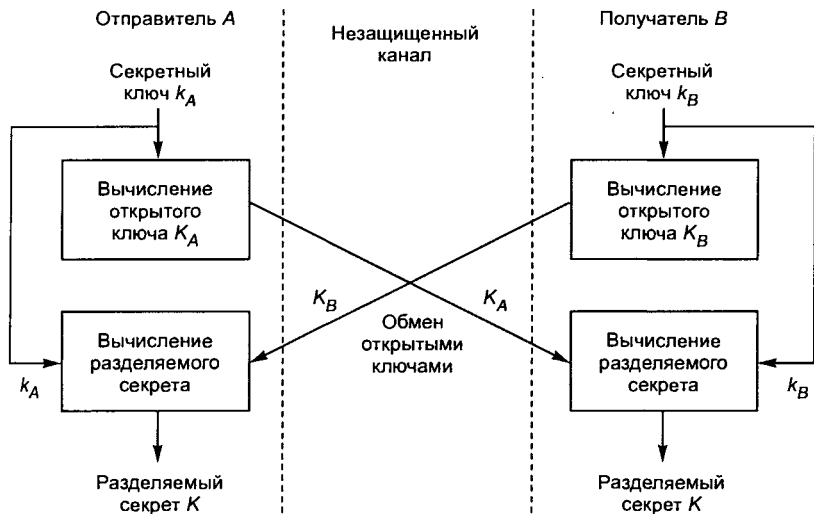 Отправитель A
Незащищенный
канал
Получатель B
Секретный
ключ k_A
Секретный
ключ k_B
Вычисление
открытого
ключа K_A
Вычисление
открытого
ключа K_B
K_B
K_A
Обмен
открытыми
ключами
Вычисление
разделяемого
секрета
Вычисление
разделяемого
секрета
k_A
k_B
Разделяемый
секрет K
Разделяемый
секрет K